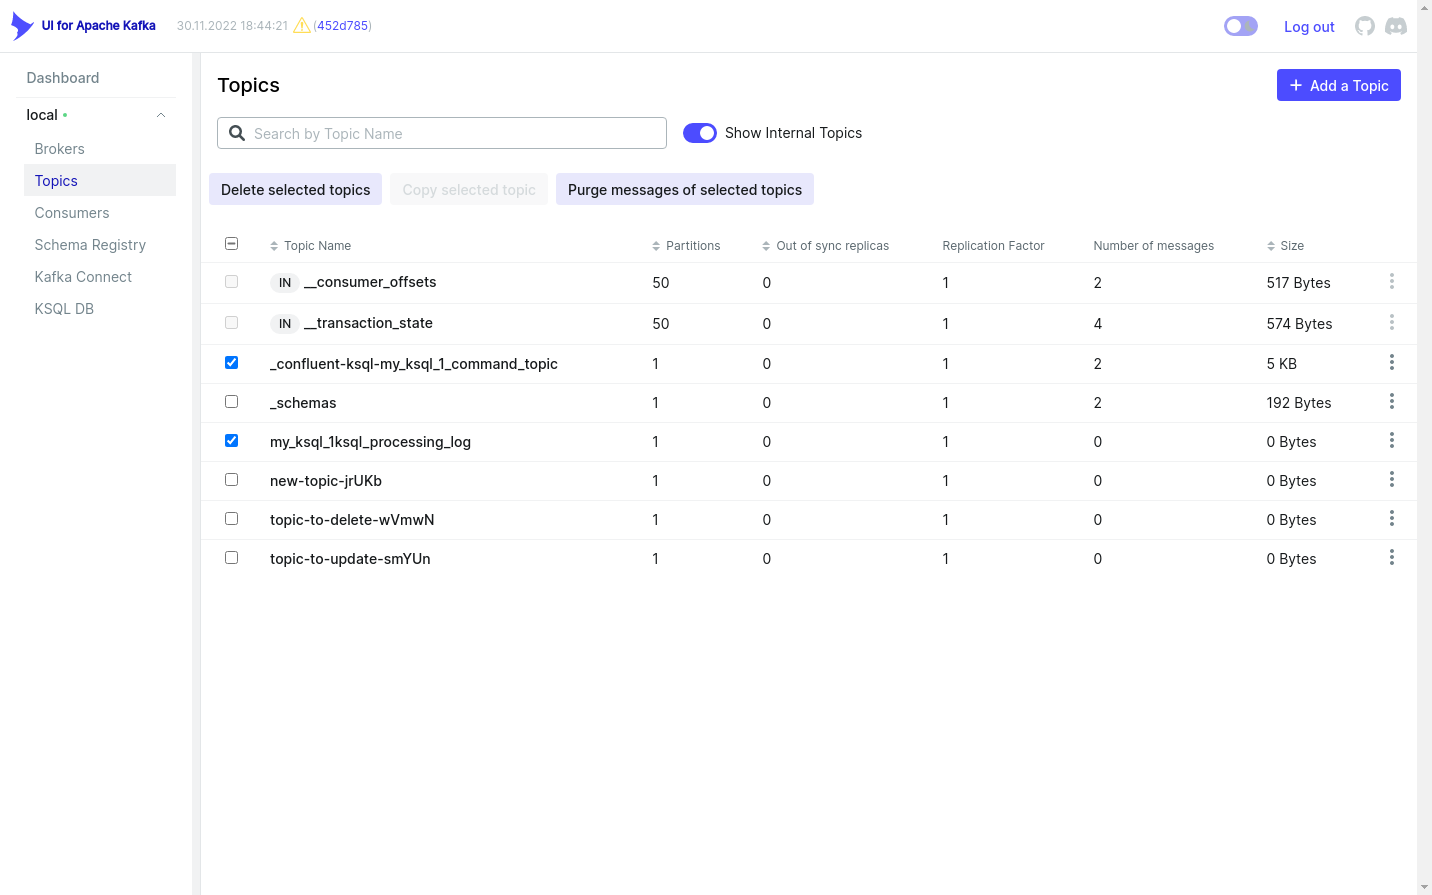 UI for Apache Kafka 30.11.2022 18:44:21 (452d785) Log out
Dashboard
local
Brokers
Topics
Consumers
Schema Registry
Kafka Connect
KSQL DB
Topics
Add a Topic
Search by Topic Name
Show Internal Topics
Delete selected topics Copy selected topic Purge messages of selected topics
Topic Name Partitions Out of sync replicas Replication Factor Number of messages Size
IN __consumer_offsets 50 0 1 2 517 Bytes
IN __transaction_state 50 0 1 4 574 Bytes
_confluent-ksql-my_ksql_1_command_topic 1 0 1 2 5 KB
_schemas 1 0 1 2 192 Bytes
my_ksql_1ksql_processing_log 1 0 1 0 0 Bytes
new-topic-jrUKb 1 0 1 0 0 Bytes
topic-to-delete-wVmwN 1 0 1 0 0 Bytes
topic-to-update-smYUn 1 0 1 0 0 Bytes